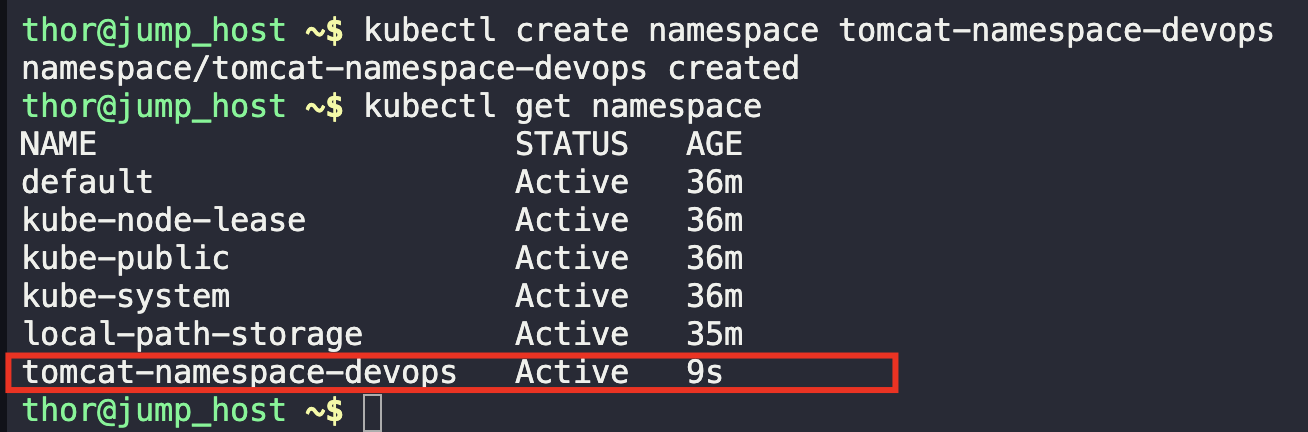 thor@jump_host ~$ kubectl create namespace tomcat-namespace-devops
namespace/tomcat-namespace-devops created
thor@jump_host ~$ kubectl get namespace
NAME                      STATUS   AGE
default                   Active   36m
kube-node-lease           Active   36m
kube-public               Active   36m
kube-system               Active   36m
local-path-storage        Active   35m
tomcat-namespace-devops   Active   9s
thor@jump_host ~$